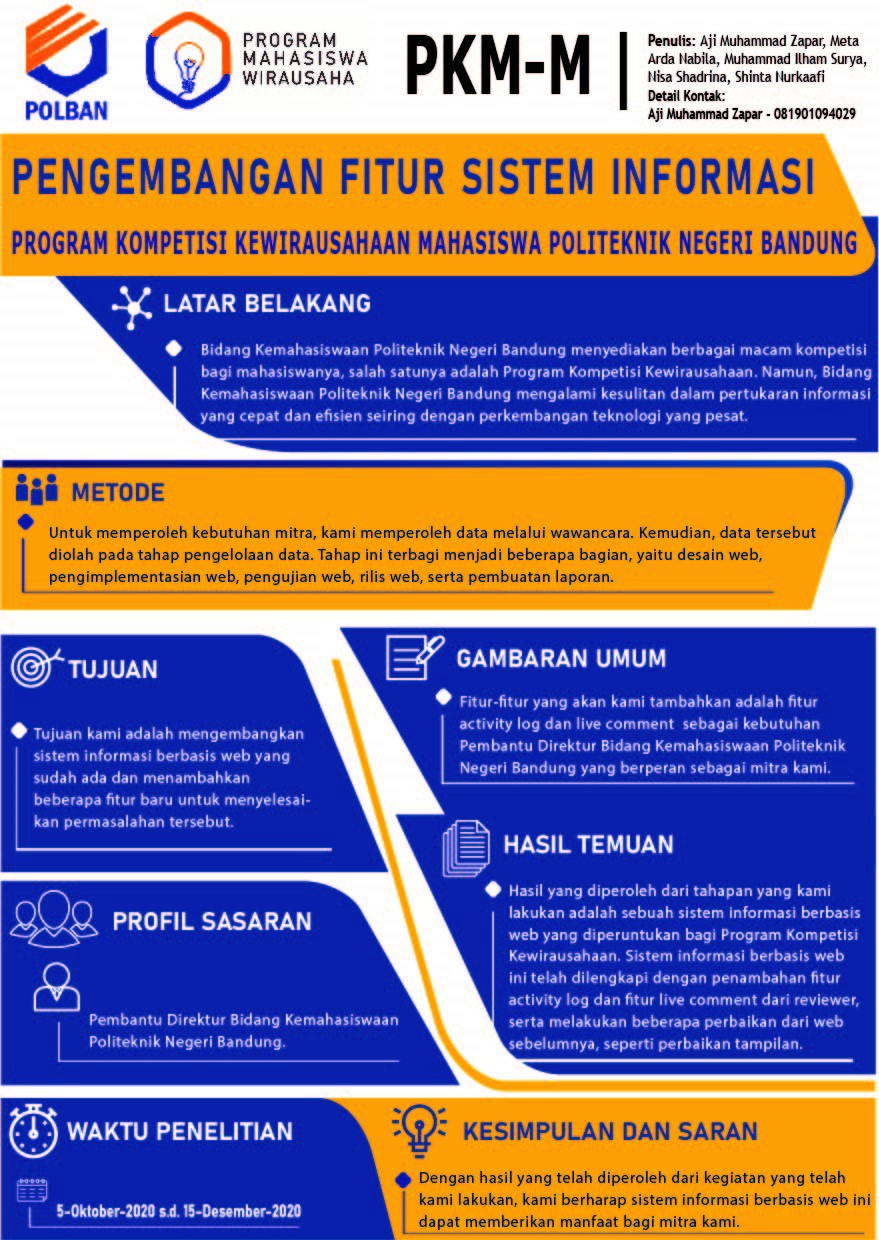 POLBAN
PROGRAM
MAHASISWA
WIRAUSAHA
PKM-M
Penulis: Aji Muhammad Zapar, Meta
Arda Nabila, Muhammad Ilham Surya,
Nisa Shadrina, Shinta Nurkaafi
Detail Kontak:
Aji Muhammad Zapar - 081901094029
PENGEMBANGAN FITUR SISTEM INFORMASI
PROGRAM KOMPETISI KEWIRAUSAHAAN MAHASISWA POLITEKNIK NEGERI BANDUNG
LATAR BELAKANG
Bidang Kemahasiswaan Politeknik Negeri Bandung menyediakan berbagai macam kompetisi
bagi mahasiswanya, salah satunya adalah Program Kompetisi Kewirausahaan. Namun, Bidang
Kemahasiswaan Politeknik Negeri Bandung mengalami kesulitan dalam pertukaran informasi
yang cepat dan efisien seiring dengan perkembangan teknologi yang pesat.
METODE
Untuk memperoleh kebutuhan mitra, kami memperoleh data melalui wawancara. Kemudian, data tersebut
diolah pada tahap pengelolaan data. Tahap ini terbagi menjadi beberapa bagian, yaitu desain web,
pengimplementasian web, pengujian web, rilis web, serta pembuatan laporan.
TUJUAN
Tujuan kami adalah mengembangkan
sistem informasi berbasis web yang
sudah ada dan menambahkan
beberapa fitur baru untuk menyelesai-
kan permasalahan tersebut.
GAMBARAN UMUM
Fitur-fitur yang akan kami tambahkan adalah fitur
activity log dan live comment sebagai kebutuhan
Pembantu Direktur Bidang Kemahasiswaan Politeknik
Negeri Bandung yang berperan sebagai mitra kami.
HASIL TEMUAN
Hasil yang diperoleh dari tahapan yang kami
lakukan adalah sebuah sistem informasi berbasis
web yang diperuntukan bagi Program Kompetisi
Kewirausahaan. Sistem informasi berbasis web
ini telah dilengkapi dengan penambahan fitur
activity log dan fitur live comment dari reviewer,
serta melakukan beberapa perbaikan dari web
sebelumnya, seperti perbaikan tampilan.
PROFIL SASARAN
Pembantu Direktur Bidang Kemahasiswaan
Politeknik Negeri Bandung.
WAKTU PENELITIAN
5-Oktober-2020 s.d. 15-Desember-2020
KESIMPULAN DAN SARAN
Dengan hasil yang telah diperoleh dari kegiatan yang telah
kami lakukan, kami berharap sistem informasi berbasis web ini
dapat memberikan manfaat bagi mitra kami.